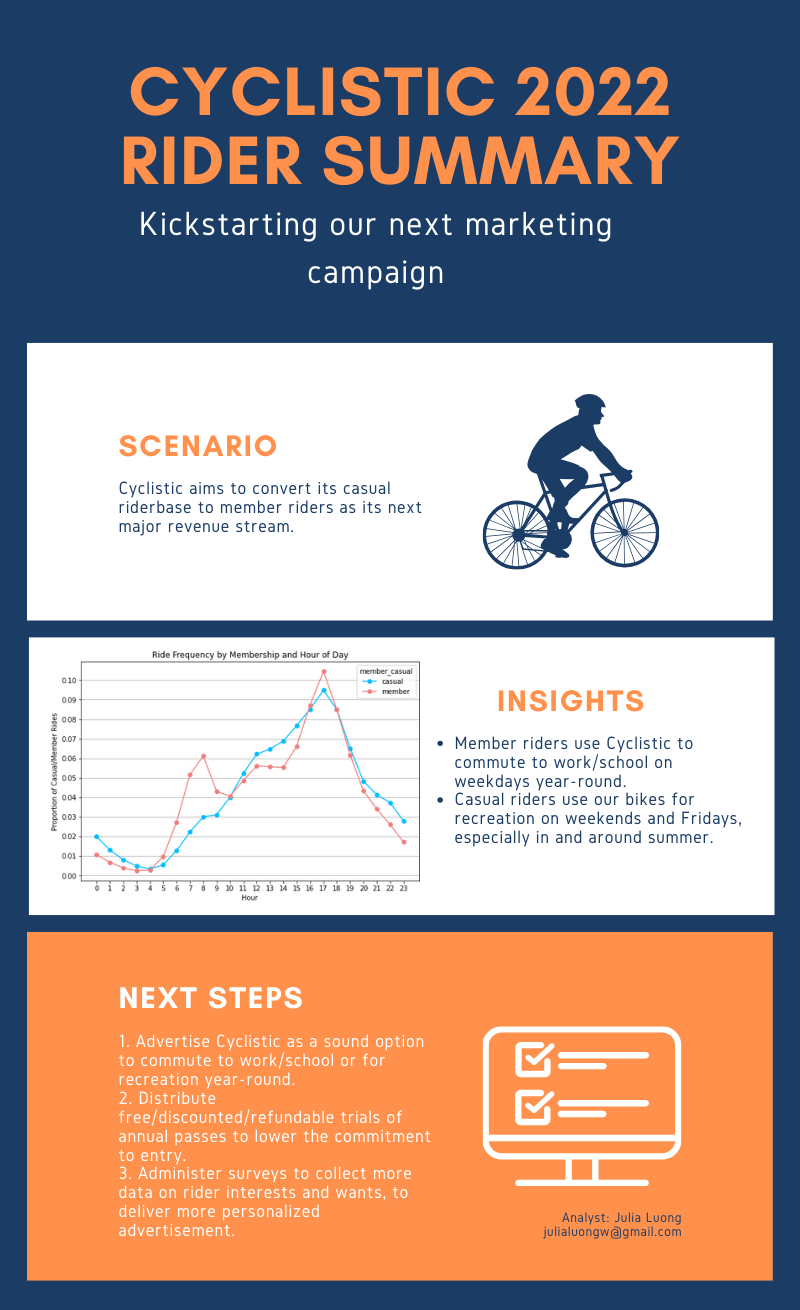 CYCLISTIC 2022
RIDER SUMMARY
Kickstarting our next marketing
campaign
SCENARIO
Cyclistic aims to convert its casual
riderbase to member riders as its next
major revenue stream.
Ride Frequency by Membership and Hour of Day
member_casual
casual
member
Proportion of Casual/Member Rides
0.10
0.09
0.08
0.07
0.06
0.05
0.04
0.03
0.02
0.01
0.00
0 1 2 3 4 5 6 7 8 9 10 11 12 13 14 15 16 17 18 19 20 21 22 23
Hour
INSIGHTS
• Member riders use Cyclistic to
commute to work/school on
weekdays year-round.
• Casual riders use our bikes for
recreation on weekends and Fridays,
especially in and around summer.
NEXT STEPS
1. Advertise Cyclistic as a sound option
to commute to work/school or for
recreation year-round.
2. Distribute
free/discounted/refundable trials of
annual passes to lower the commitment
to entry.
3. Administer surveys to collect more
data on rider interests and wants, to
deliver more personalized
advertisement.
Analyst: Julia Luong
julialuongw@gmail.com